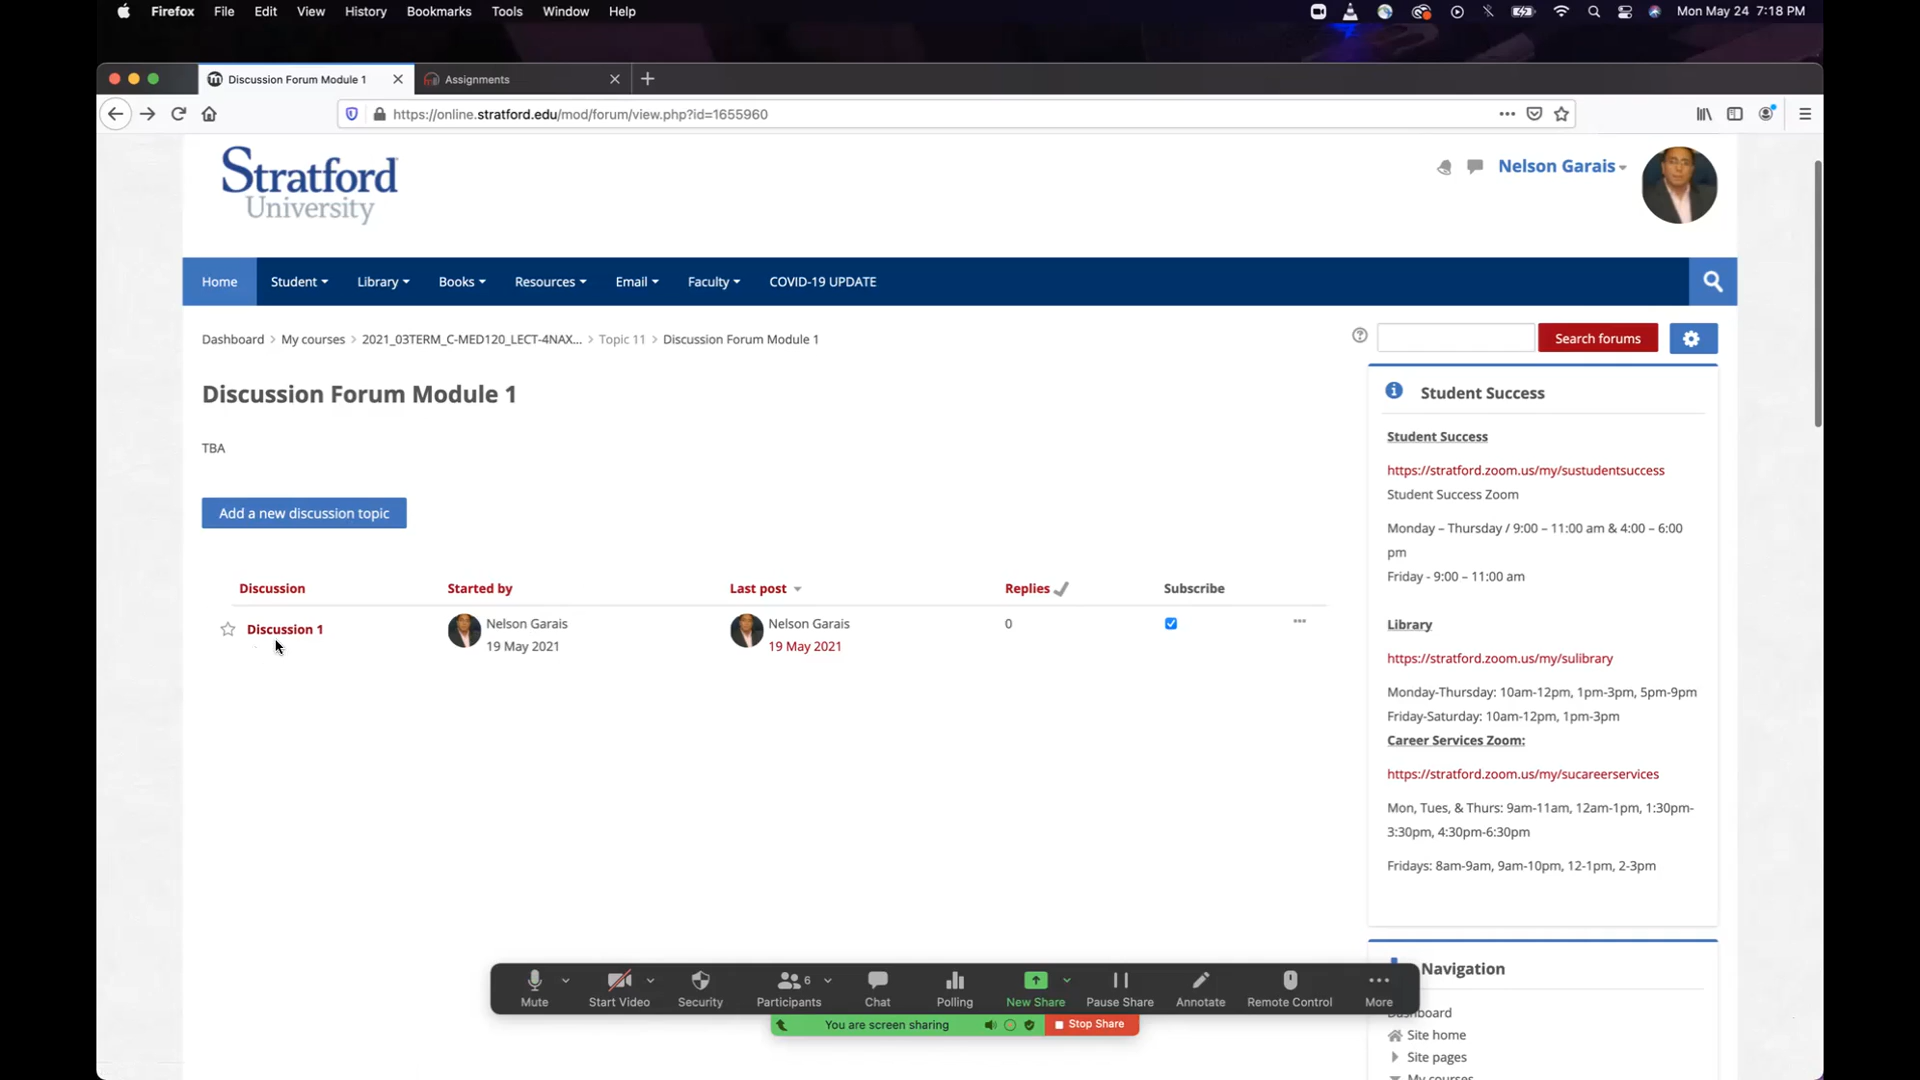 Firefox File Edit View History Bookmarks Tools Window Help Mon May 24 7:18 PM
Discussion Forum Module 1 Assignments
https://online.stratford.edu/mod/forum/view.php?id=1655960
Stratford
University
Nelson Garais
Home Student Library Books Resources Email Faculty COVID-19 UPDATE
Dashboard > My courses > 2021_03TERM_C-MED120_LECT-4NAX... > Topic 11 > Discussion Forum Module 1
Search forums
Discussion Forum Module 1
TBA
Add a new discussion topic
Discussion Started by Last post Replies Subscribe
Discussion 1 Nelson Garais Nelson Garais 0
19 May 2021 19 May 2021
Student Success
Student Success
https://stratford.zoom.us/my/sustudentsuccess
Student Success Zoom
Monday – Thursday / 9:00 – 11:00 am & 4:00 – 6:00
pm
Friday - 9:00 – 11:00 am
Library
https://stratford.zoom.us/my/sulibrary
Monday-Thursday: 10am-12pm, 1pm-3pm, 5pm-9pm
Friday-Saturday: 10am-12pm, 1pm-3pm
Career Services Zoom:
https://stratford.zoom.us/my/sucareerservices
Mon, Tues, & Thurs: 9am-11am, 12am-1pm, 1:30pm-
3:30pm, 4:30pm-6:30pm
Fridays: 8am-9am, 9am-10pm, 12-1pm, 2-3pm
Navigation
Dashboard
Site home
Site pages
My courses
6
Mute Start Video Security Participants Chat Polling New Share Pause Share Annotate Remote Control More
You are screen sharing Stop Share